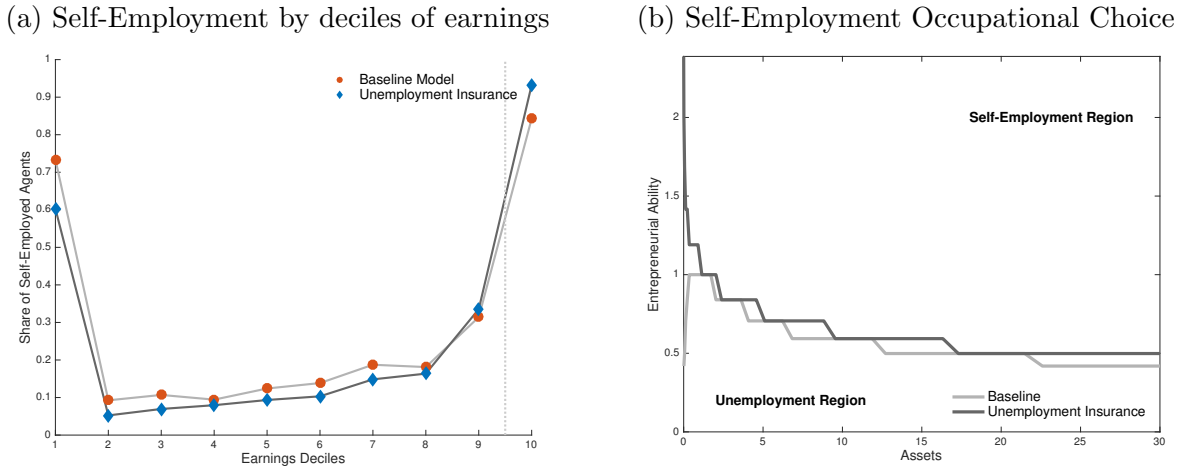 (a) Self-Employment by deciles of earnings
Share of Self-Employed Agents
1
0.9
0.8
0.7
0.6
0.5
0.4
0.3
0.2
0.1
0
Baseline Model
Unemployment Insurance
1 2 3 4 5 6 7 8 9 10
Earnings Deciles
(b) Self-Employment Occupational Choice
Entrepreneurial Ability
2
1.5
1
0.5
0
Self-Employment Region
Unemployment Region
Baseline
Unemployment Insurance
0 5 10 15 20 25 30
Assets